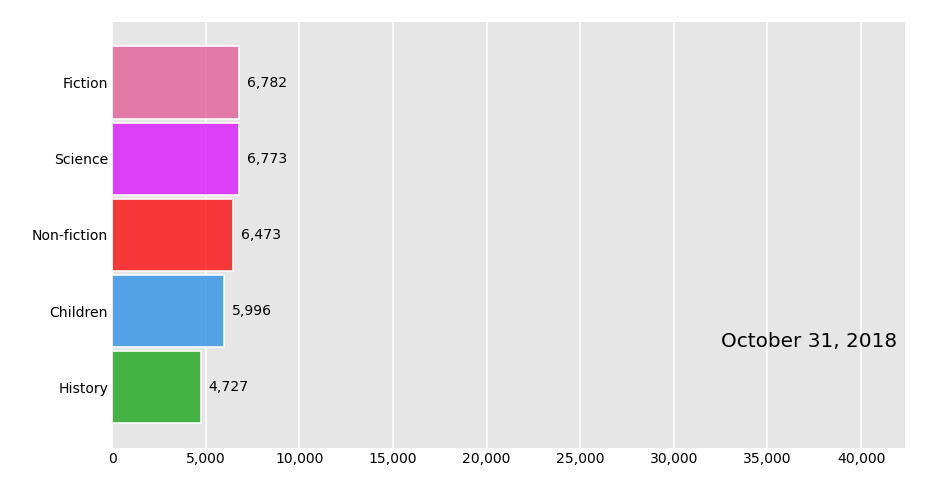 Fiction 6,782
Science 6,773
Non-fiction 6,473
Children 5,996
October 31, 2018
History 4,727
0 5,000 10,000 15,000 20,000 25,000 30,000 35,000 40,000